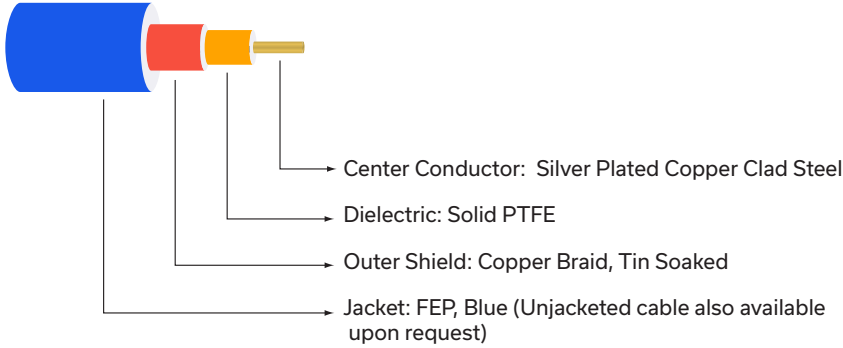 Center Conductor:  Silver Plated Copper Clad Steel
Dielectric: Solid PTFE
Outer Shield: Copper Braid, Tin Soaked
Jacket: FEP, Blue (Unjacketed cable also available
upon request)